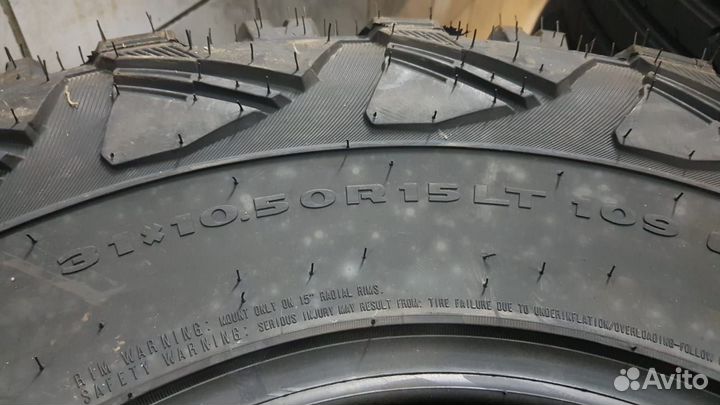 31x10.50R15LT 109
RIM WARNING: MOUNT ONLY ON 15" RADIAL RIMS.
SAFETY WARNING: SERIOUS INJURY MAY RESULT FROM: TIRE FAILURE DUE TO UNDERINFLATION/OVERLOADING-FOLLOW
Avito